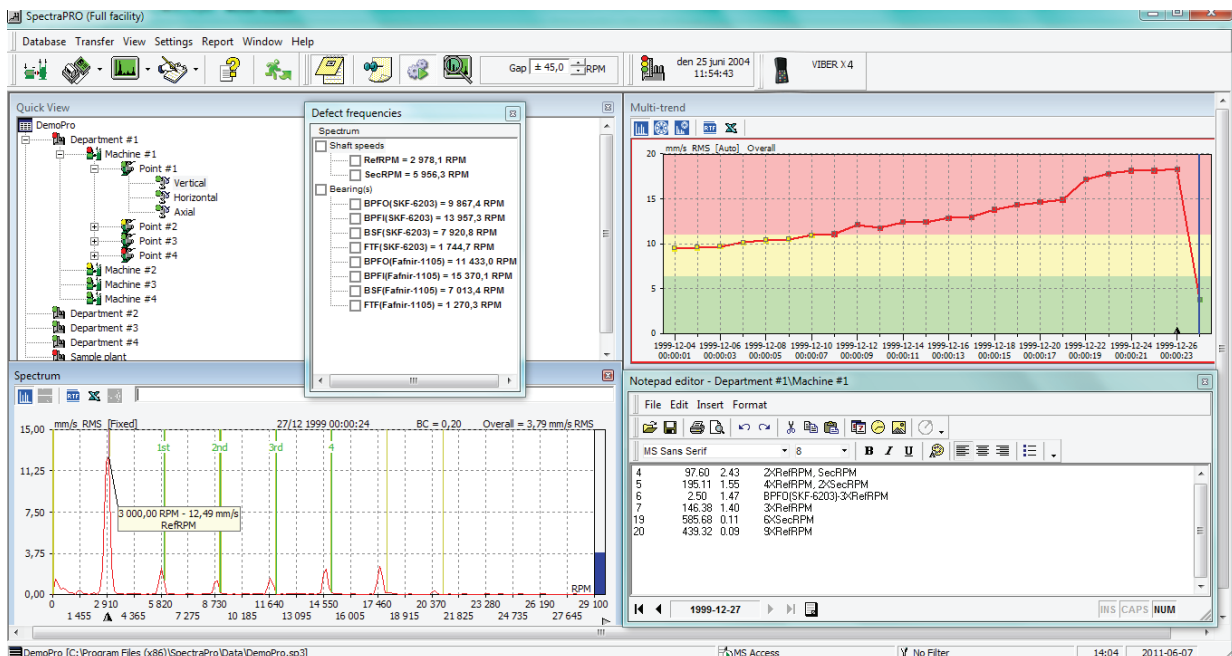 SpectraPRO (Full facility)
Database Transfer View Settings Report Window Help
Gap ± 45,0 RPM
den 25 juni 2004
11:54:43
VIBER X4
Quick View
DemoPro
Department #1
Machine #1
Point #1
Vertical
Horizontal
Axial
Point #2
Point #3
Point #4
Machine #2
Machine #3
Machine #4
Department #2
Department #3
Department #4
Sample plant
Defect frequencies
Spectrum
Shaft speeds
RefRPM = 2 978,1 RPM
SecRPM = 5 956,3 RPM
Bearing(s)
BPFO(SKF-6203) = 9 867,4 RPM
BPFI(SKF-6203) = 13 957,3 RPM
BSF(SKF-6203) = 7 920,8 RPM
FTF(SKF-6203) = 1 744,7 RPM
BPFO(Fafnir-1105) = 11 433,0 RPM
BPFI(Fafnir-1105) = 15 370,1 RPM
BSF(Fafnir-1105) = 7 013,4 RPM
FTF(Fafnir-1105) = 1 270,3 RPM
Multi-trend
RTF
mm/s RMS [Auto] Overall
20
15
10
5
0
1999-12-04 1999-12-06 1999-12-08 1999-12-10 1999-12-12 1999-12-14 1999-12-16 1999-12-18 1999-12-20 1999-12-22 1999-12-24 1999-12-26
00:00:01 00:00:03 00:00:05 00:00:07 00:00:09 00:00:11 00:00:13 00:00:15 00:00:17 00:00:19 00:00:21 00:00:23
Spectrum
RTF
mm/s RMS [Fixed] 27/12 1999 00:00:24 BC = 0,20 Overall = 3,79 mm/s RMS
15,00
11,25
7,50
3,75
0,00
1st 2nd 3rd 4
3 000,00 RPM - 12,49 mm/s
RefRPM
RPM
0 2 910 5 820 8 730 11 640 14 550 17 460 20 370 23 280 26 190 29 100
1 455 4 365 7 275 10 185 13 095 16 005 18 915 21 825 24 735 27 645
Notepad editor - Department #1\Machine #1
File Edit Insert Format
MS Sans Serif 8 B I U
4 97.60 2.43 2XRefRPM, SecRPM
5 195.11 1.55 4XRefRPM, 2XSecRPM
6 2.50 1.47 BPFO(SKF-6203)-3XRefRPM
7 146.38 1.40 3XRefRPM
19 585.68 0.11 6XSecRPM
20 439.32 0.09 9XRefRPM
1999-12-27
INS CAPS NUM
DemoPro [C:\Program Files (x86)\SpectraPro\Data\DemoPro.sp3] MS Access No Filter 14:04 2011-06-07